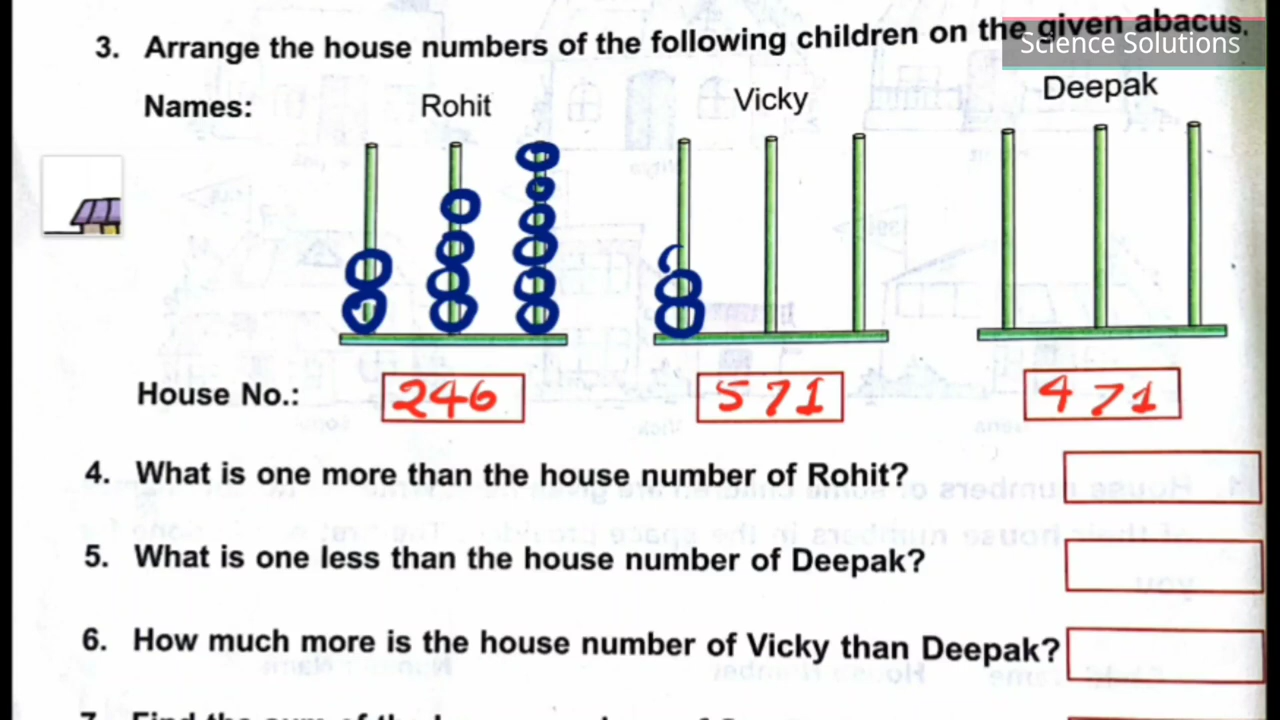 3. Arrange the house numbers of the following children on the given abacus.
Science Solutions
Names: Rohit Vicky Deepak
House No.: 246 571 471
4. What is one more than the house number of Rohit?
5. What is one less than the house number of Deepak?
6. How much more is the house number of Vicky than Deepak?